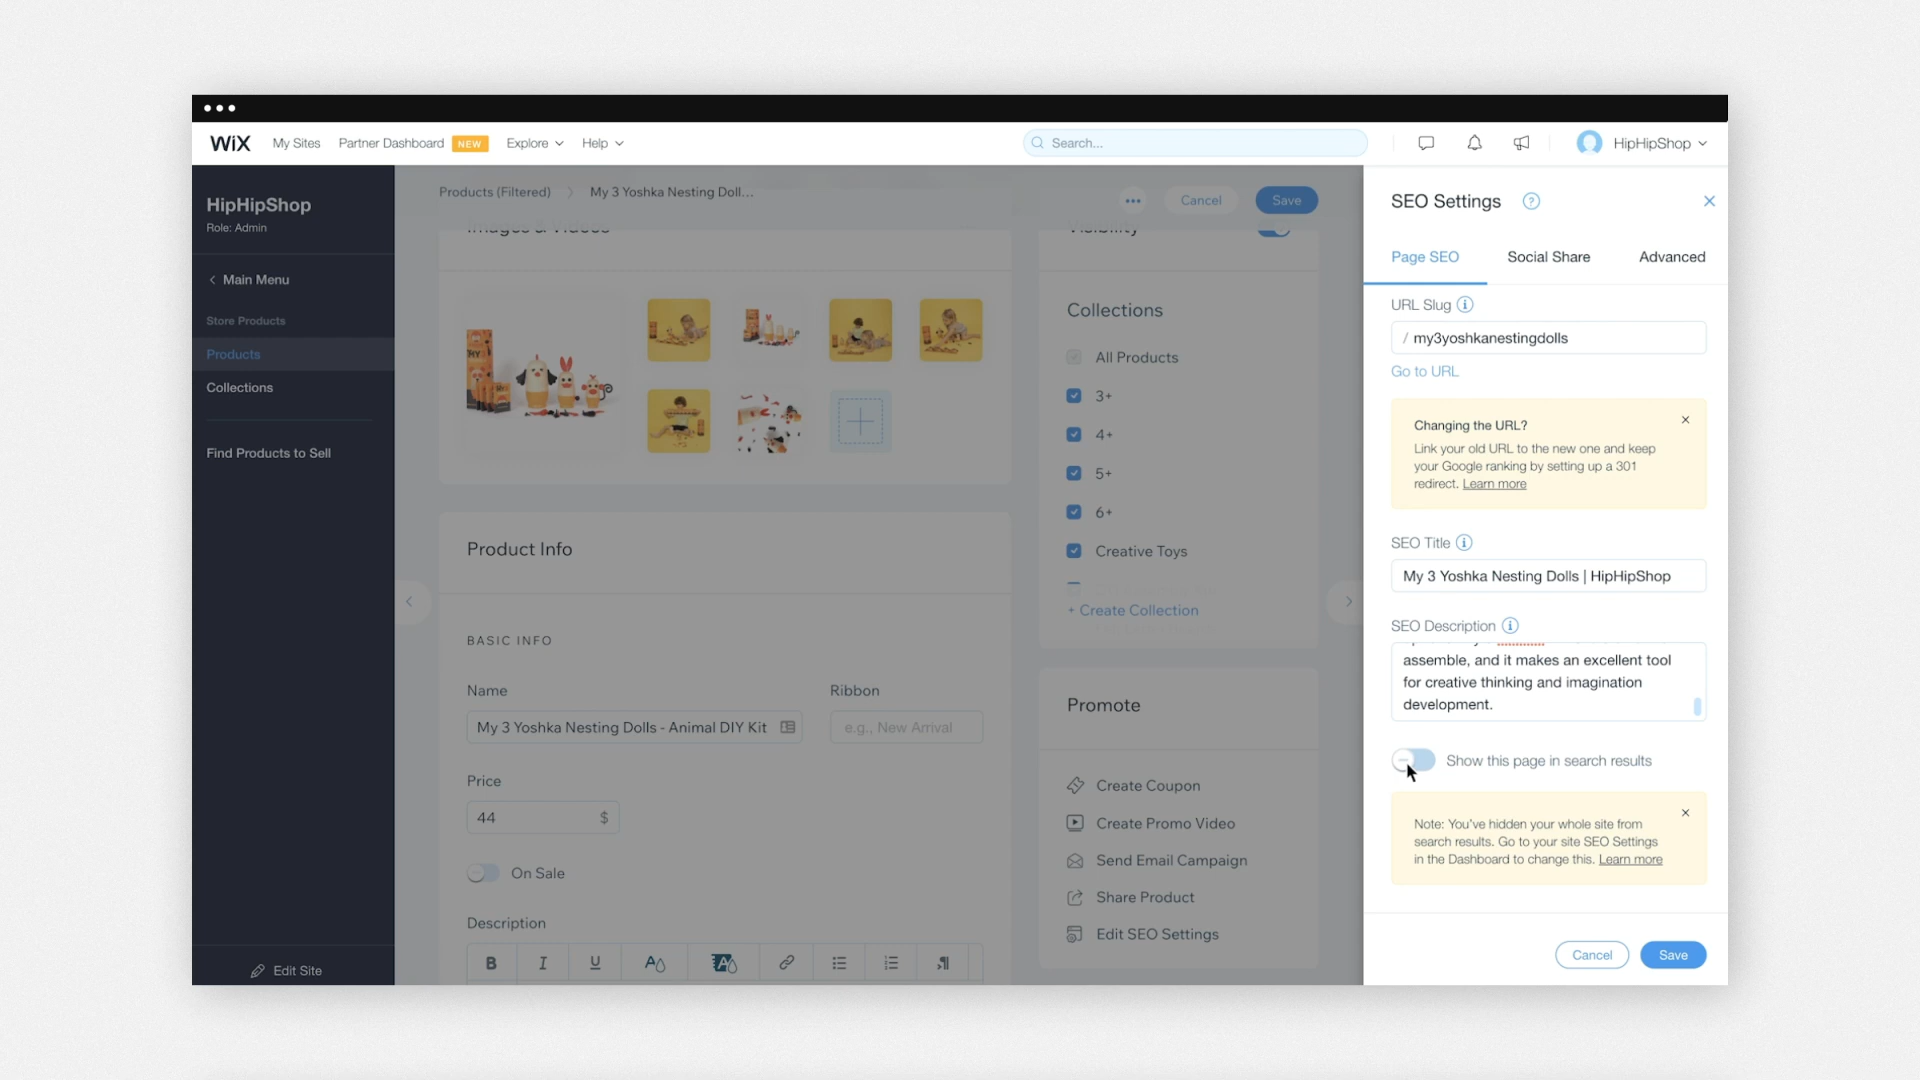 WiX My Sites Partner Dashboard NEW Explore Help Search... HipHipShop
HipHipShop
Role: Admin
Main Menu
Store Products
Products
Collections
Find Products to Sell
Edit Site
Products (Filtered) My 3 Yoshka Nesting Doll... Cancel Save
Images & Videos
Product Info
BASIC INFO
Name Ribbon
My 3 Yoshka Nesting Dolls - Animal DIY Kit e.g., New Arrival
Price
44 $
On Sale
Description
B I U A A
Visibility
Collections
All Products
3+
4+
5+
6+
Creative Toys
+ Create Collection
Promote
Create Coupon
Create Promo Video
Send Email Campaign
Share Product
Edit SEO Settings
SEO Settings ?
Page SEO Social Share Advanced
URL Slug
/ my3yoshkanestingdolls
Go to URL
Changing the URL?
Link your old URL to the new one and keep
your Google ranking by setting up a 301
redirect. Learn more
SEO Title
My 3 Yoshka Nesting Dolls | HipHipShop
SEO Description
assemble, and it makes an excellent tool
for creative thinking and imagination
development.
Show this page in search results
Note: You've hidden your whole site from
search results. Go to your site SEO Settings
in the Dashboard to change this. Learn more
Cancel Save